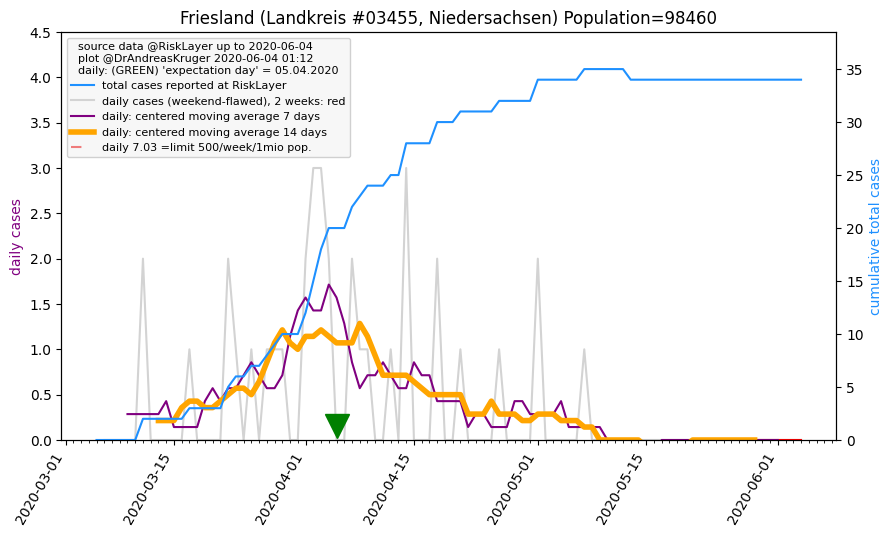 Friesland (Landkreis #03455, Niedersachsen) Population=98460
source data @RiskLayer up to 2020-06-04
plot @DrAndreasKruger 2020-06-04 01:12
daily: (GREEN) 'expectation day' = 05.04.2020
total cases reported at RiskLayer
daily cases (weekend-flawed), 2 weeks: red
daily: centered moving average 7 days
daily: centered moving average 14 days
daily 7.03 =limit 500/week/1mio pop.
daily cases
4.5
4.0
3.5
3.0
2.5
2.0
1.5
1.0
0.5
0.0
cumulative total cases
35
30
25
20
15
10
5
0
2020-03-01
2020-03-15
2020-04-01
2020-04-15
2020-05-01
2020-05-15
2020-06-01